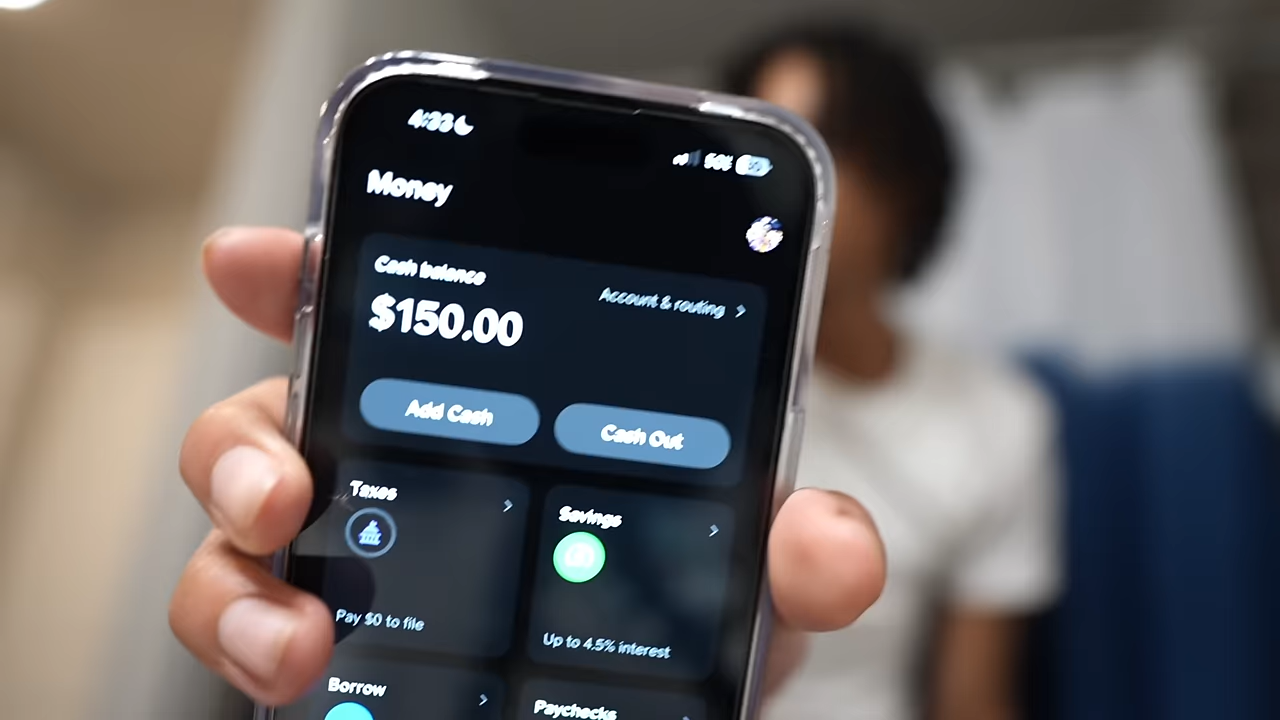 4:33
Money
Cash balance
Account & routing
$150.00
Add Cash
Cash Out
Taxes
Savings
Pay $0 to file
Up to 4.5% interest
Borrow
Paychecks